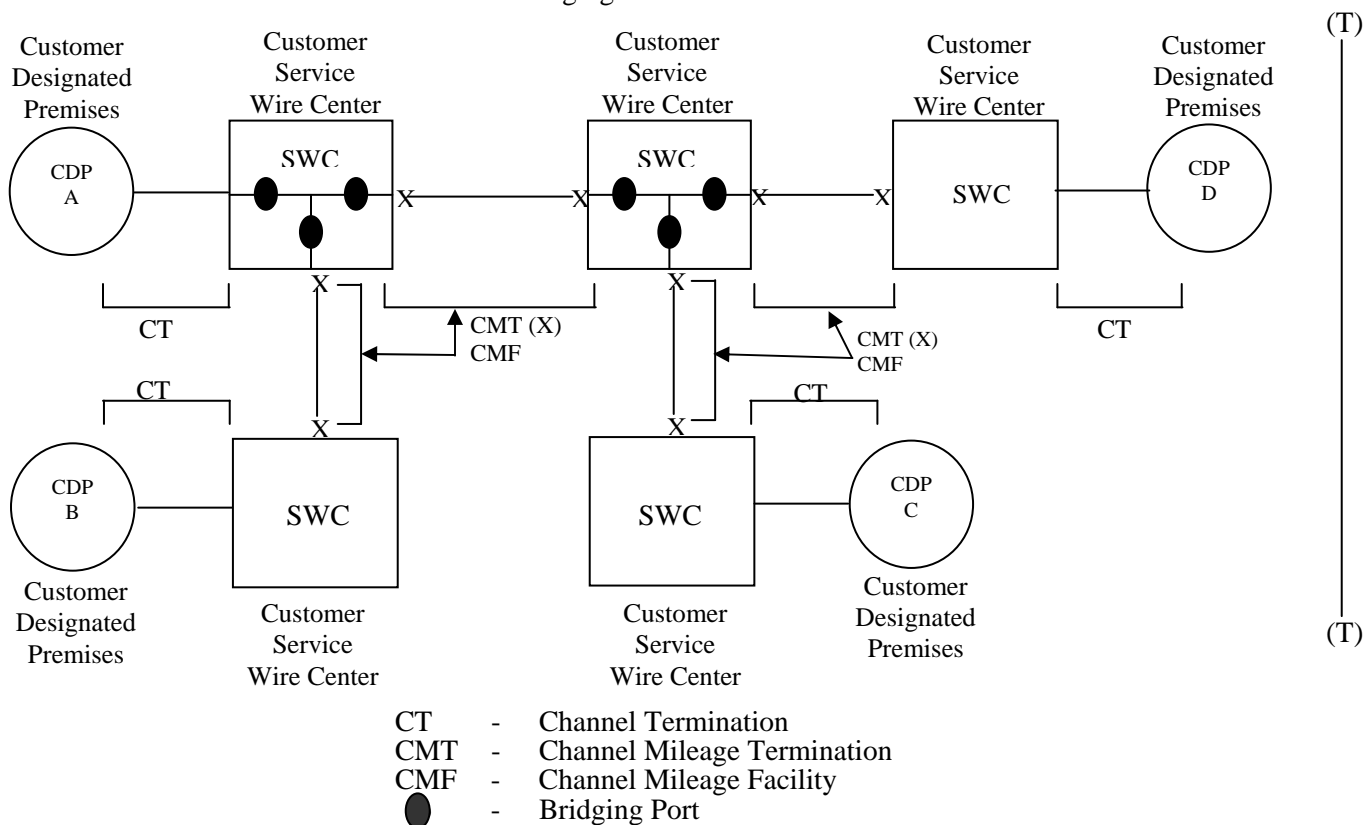 (T)
Customer
Designated
Premises
Customer
Service
Wire Center
Customer
Service
Wire Center
Customer
Service
Wire Center
Customer
Designated
Premises
CDP
A
SWC
X
X
SWC
X
X
SWC
CDP
D
X
X
CT
CMT (X)
CMF
CMT (X)
CMF
CT
CT
CT
X
X
CDP
B
SWC
SWC
CDP
C
Customer
Designated
Premises
Customer
Service
Wire Center
Customer
Service
Wire Center
Customer
Designated
Premises
(T)
CT - Channel Termination
CMT - Channel Mileage Termination
CMF - Channel Mileage Facility
- Bridging Port